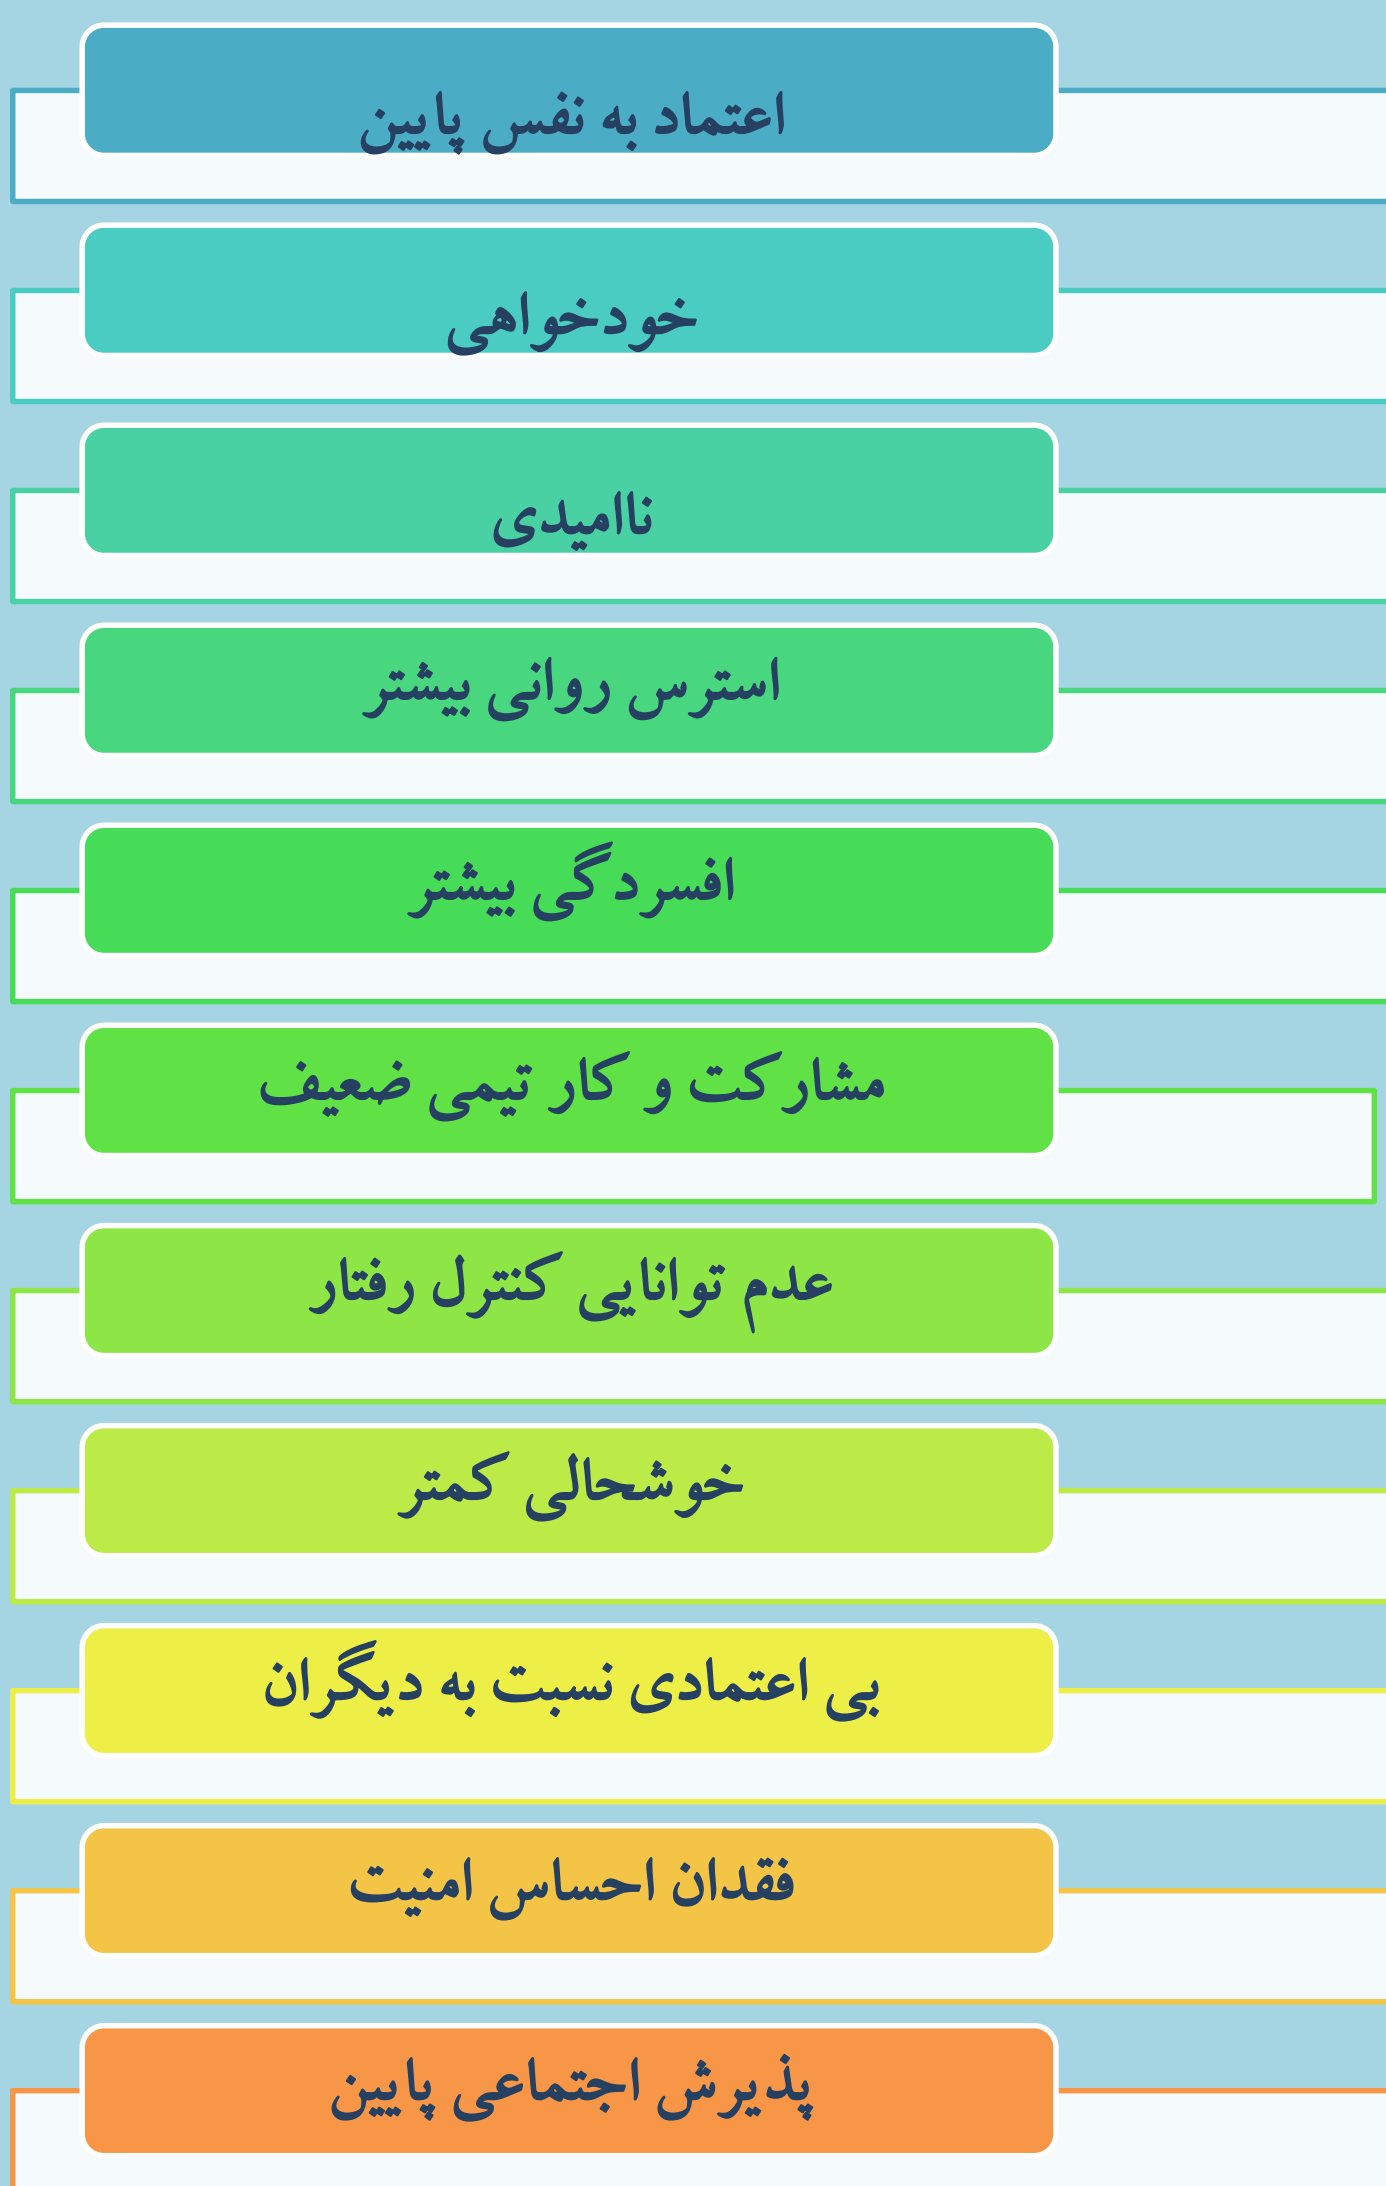 اعتماد به نفس پایین
خودخواهی
ناامیدی
استرس روانی بیشتر
افسردگی بیشتر
مشارکت و کار تیمی ضعیف
عدم توانایی کنترل رفتار
خوشحالی کمتر
بی اعتمادی نسبت به دیگران
فقدان احساس امنیت
پذیرش اجتماعی پایین